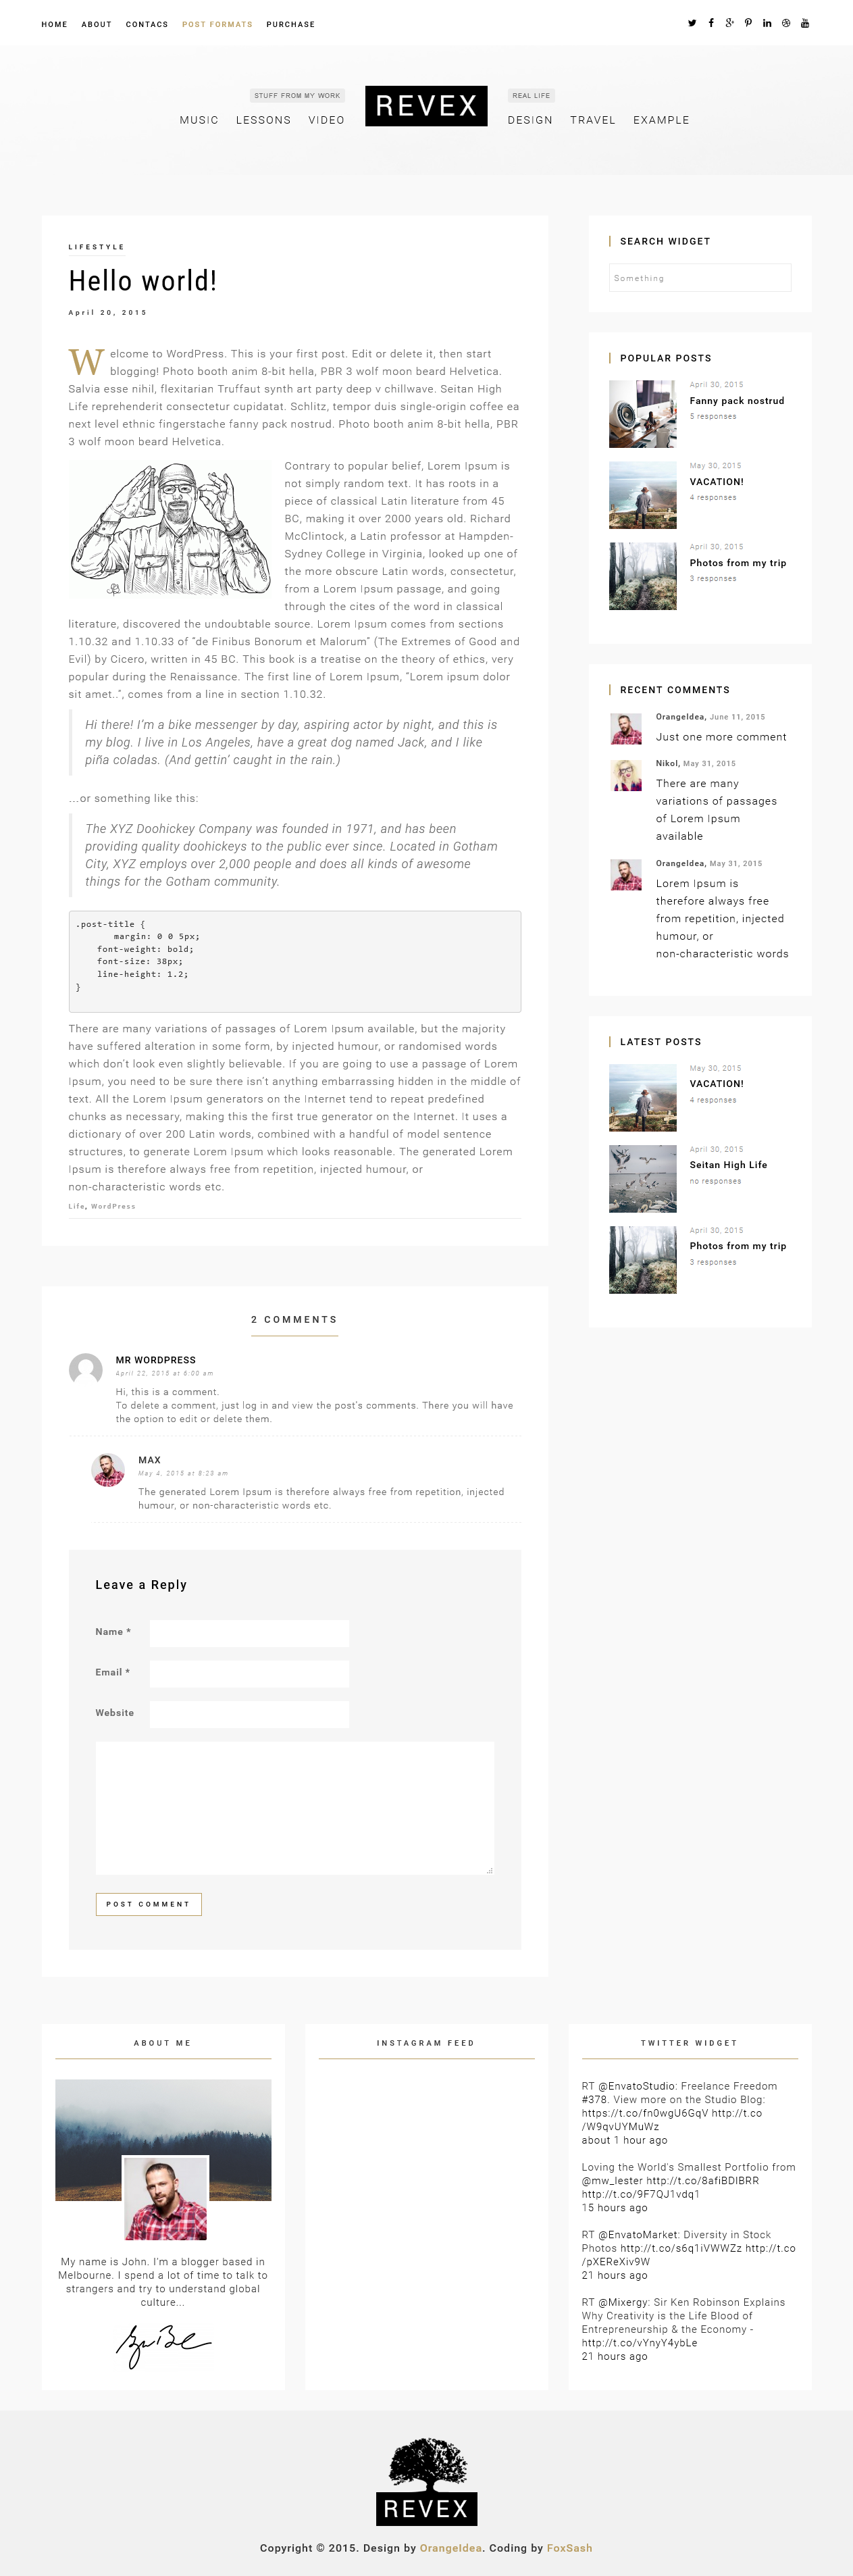 HOME ABOUT CONTACS POST FORMATS PURCHASE
STUFF FROM MY WORK
MUSIC LESSONS VIDEO
REVEX
REAL LIFE
DESIGN TRAVEL EXAMPLE
LIFESTYLE
Hello world!
April 20, 2015
Welcome to WordPress. This is your first post. Edit or delete it, then start
blogging! Photo booth anim 8-bit hella, PBR 3 wolf moon beard Helvetica.
Salvia esse nihil, flexitarian Truffaut synth art party deep v chillwave. Seitan High
Life reprehenderit consectetur cupidatat. Schlitz, tempor duis single-origin coffee ea
next level ethnic fingerstache fanny pack nostrud. Photo booth anim 8-bit hella, PBR
3 wolf moon beard Helvetica.
Contrary to popular belief, Lorem Ipsum is
not simply random text. It has roots in a
piece of classical Latin literature from 45
BC, making it over 2000 years old. Richard
McClintock, a Latin professor at Hampden-
Sydney College in Virginia, looked up one of
the more obscure Latin words, consectetur,
from a Lorem Ipsum passage, and going
through the cites of the word in classical
literature, discovered the undoubtable source. Lorem Ipsum comes from sections
1.10.32 and 1.10.33 of “de Finibus Bonorum et Malorum” (The Extremes of Good and
Evil) by Cicero, written in 45 BC. This book is a treatise on the theory of ethics, very
popular during the Renaissance. The first line of Lorem Ipsum, “Lorem ipsum dolor
sit amet..”, comes from a line in section 1.10.32.
Hi there! I’m a bike messenger by day, aspiring actor by night, and this is
my blog. I live in Los Angeles, have a great dog named Jack, and I like
piña coladas. (And gettin’ caught in the rain.)
…or something like this:
The XYZ Doohickey Company was founded in 1971, and has been
providing quality doohickeys to the public ever since. Located in Gotham
City, XYZ employs over 2,000 people and does all kinds of awesome
things for the Gotham community.
.post-title {
margin: 0 0 5px;
font-weight: bold;
font-size: 38px;
line-height: 1.2;
}
There are many variations of passages of Lorem Ipsum available, but the majority
have suffered alteration in some form, by injected humour, or randomised words
which don’t look even slightly believable. If you are going to use a passage of Lorem
Ipsum, you need to be sure there isn’t anything embarrassing hidden in the middle of
text. All the Lorem Ipsum generators on the Internet tend to repeat predefined
chunks as necessary, making this the first true generator on the Internet. It uses a
dictionary of over 200 Latin words, combined with a handful of model sentence
structures, to generate Lorem Ipsum which looks reasonable. The generated Lorem
Ipsum is therefore always free from repetition, injected humour, or
non-characteristic words etc.
Life, WordPress
2 COMMENTS
MR WORDPRESS
April 22, 2015 at 6:00 am
Hi, this is a comment.
To delete a comment, just log in and view the post's comments. There you will have
the option to edit or delete them.
MAX
May 4, 2015 at 8:23 am
The generated Lorem Ipsum is therefore always free from repetition, injected
humour, or non-characteristic words etc.
Leave a Reply
Name *
Email *
Website
POST COMMENT
SEARCH WIDGET
Something
POPULAR POSTS
April 30, 2015
Fanny pack nostrud
5 responses
May 30, 2015
VACATION!
4 responses
April 30, 2015
Photos from my trip
3 responses
RECENT COMMENTS
OrangeIdea, June 11, 2015
Just one more comment
Nikol, May 31, 2015
There are many
variations of passages
of Lorem Ipsum
available
OrangeIdea, May 31, 2015
Lorem Ipsum is
therefore always free
from repetition, injected
humour, or
non-characteristic words
LATEST POSTS
May 30, 2015
VACATION!
4 responses
April 30, 2015
Seitan High Life
no responses
April 30, 2015
Photos from my trip
3 responses
ABOUT ME
My name is John. I'm a blogger based in
Melbourne. I spend a lot of time to talk to
strangers and try to understand global
culture...
INSTAGRAM FEED
TWITTER WIDGET
RT @EnvatoStudio: Freelance Freedom
#378. View more on the Studio Blog:
https://t.co/fn0wgU6GqV http://t.co
/W9qvUYMuWz
about 1 hour ago
Loving the World's Smallest Portfolio from
@mw_lester http://t.co/8afiBDIBRR
http://t.co/9F7QJ1vdq1
15 hours ago
RT @EnvatoMarket: Diversity in Stock
Photos http://t.co/s6q1iVWWZz http://t.co
/pXEReXiv9W
21 hours ago
RT @Mixergy: Sir Ken Robinson Explains
Why Creativity is the Life Blood of
Entrepreneurship & the Economy -
http://t.co/vYnyY4ybLe
21 hours ago
REVEX
Copyright © 2015. Design by OrangeIdea. Coding by FoxSash